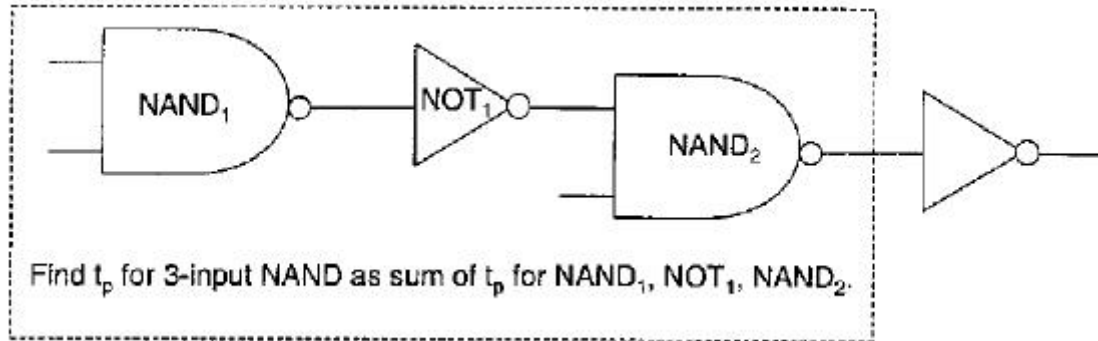 NAND₁
NOT₁
NAND₂
Find tₚ for 3-input NAND as sum of tₚ for NAND₁, NOT₁, NAND₂.